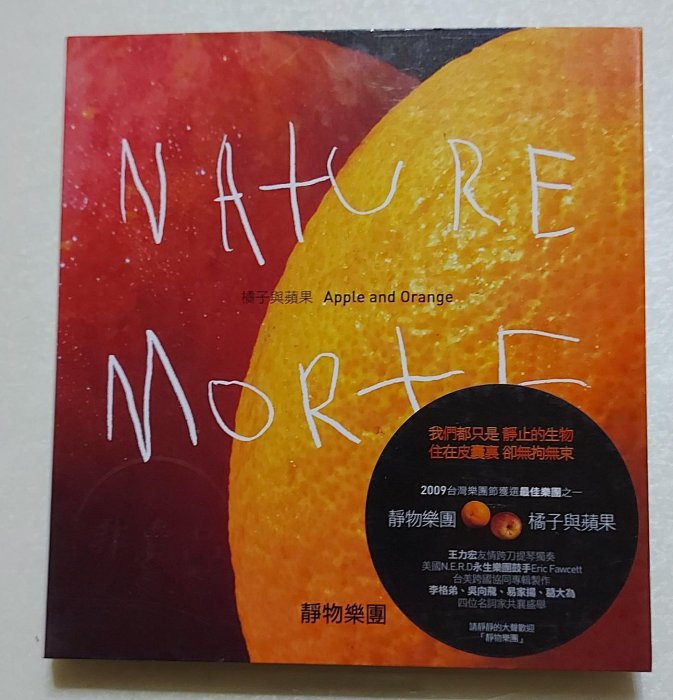 NATURE
橘子與蘋果 Apple and Orange
MORTE
我們都只是 靜止的生物
住在皮囊裏 卻無拘無束
2009台灣樂團節獲選最佳樂團之一
靜物樂團 橘子與蘋果
王力宏友情跨刀提琴獨奏
美國N.E.R.D永生樂團鼓手Eric Fawcett
台美跨國協同專輯製作
李格弟、吳向龍、易家揚、葛大為
四位名詞家共襄盛舉
請靜靜的大聲歡迎
「靜物樂團」
靜物樂團